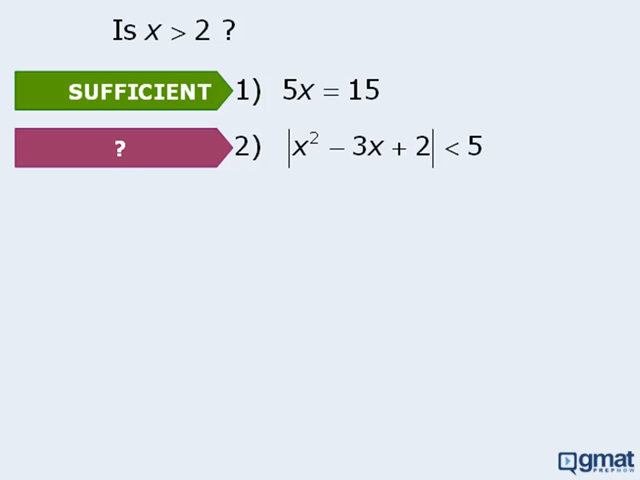 Is x > 2 ?
SUFFICIENT 1) 5x = 15
? 2) |x² − 3x + 2| < 5
gmat
PREPNOW